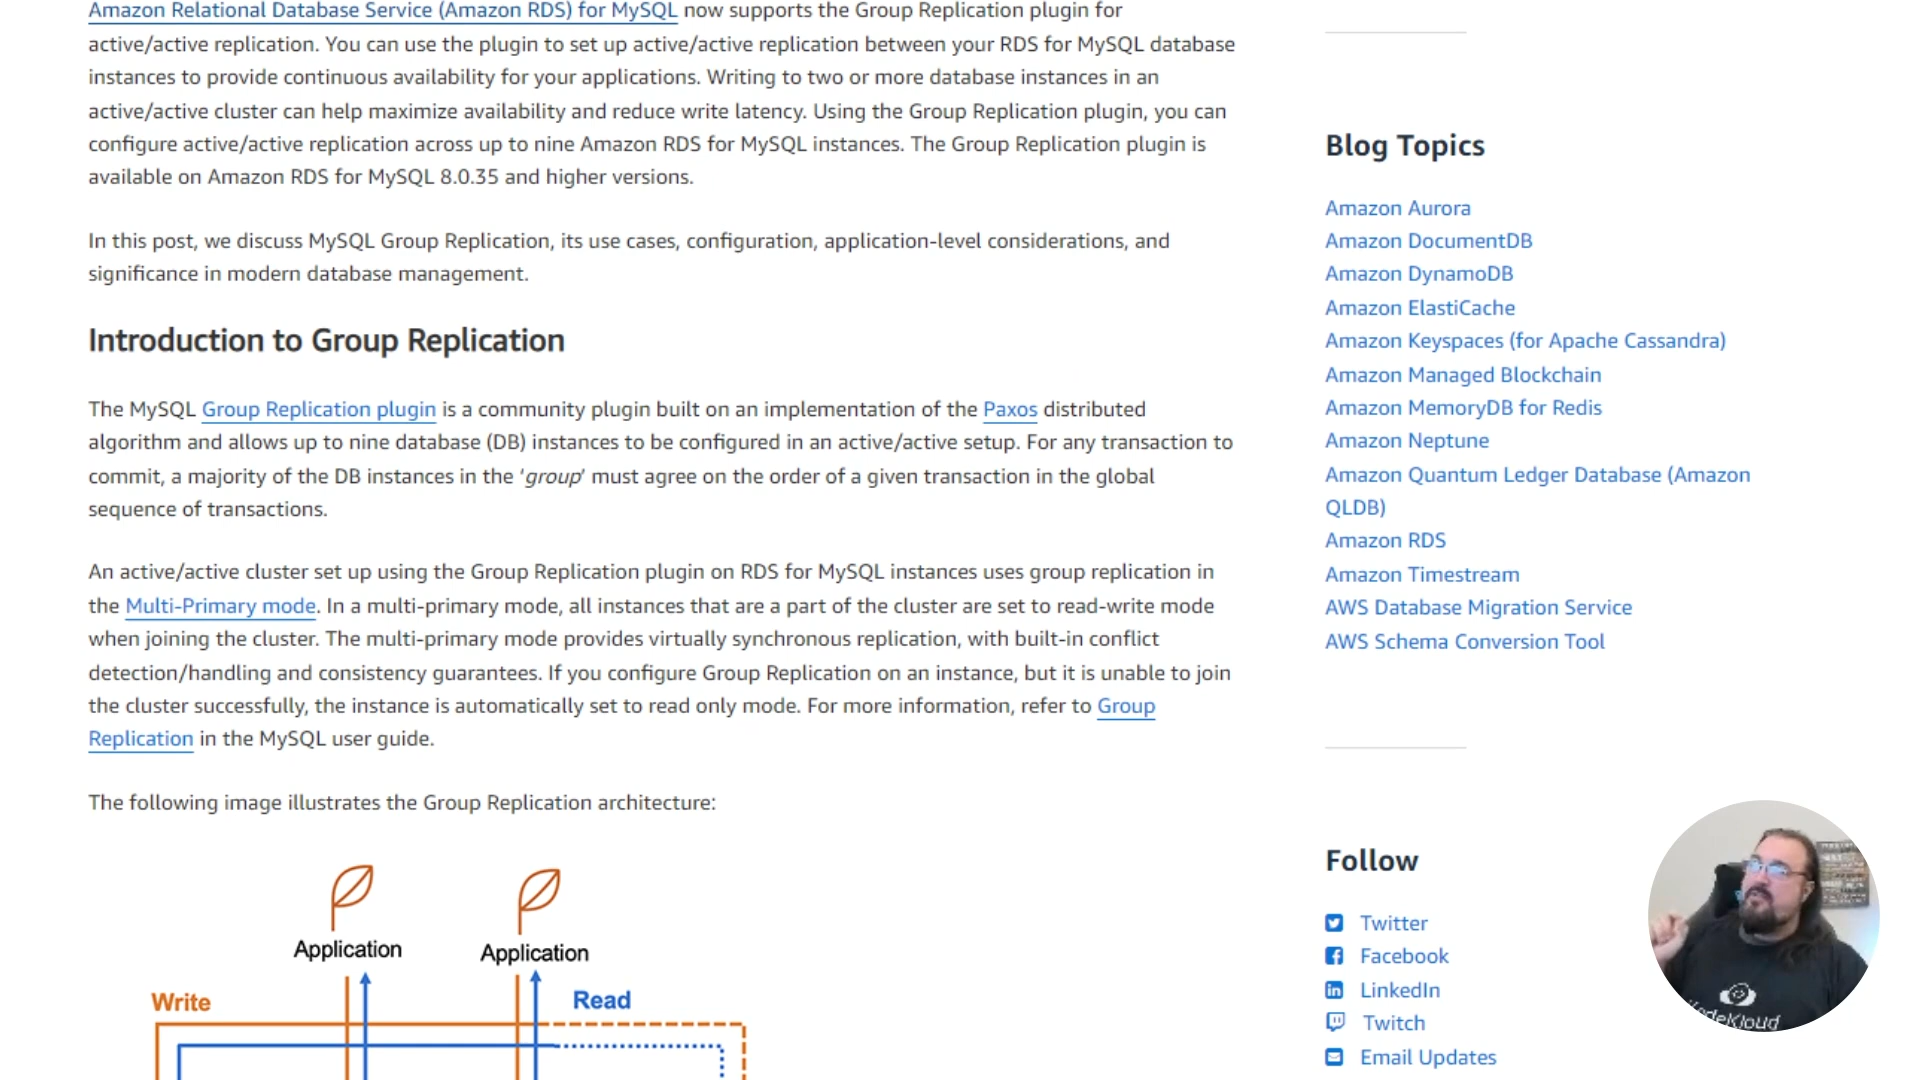 Amazon Relational Database Service (Amazon RDS) for MySQL now supports the Group Replication plugin for
active/active replication. You can use the plugin to set up active/active replication between your RDS for MySQL database
instances to provide continuous availability for your applications. Writing to two or more database instances in an
active/active cluster can help maximize availability and reduce write latency. Using the Group Replication plugin, you can
configure active/active replication across up to nine Amazon RDS for MySQL instances. The Group Replication plugin is
available on Amazon RDS for MySQL 8.0.35 and higher versions.
In this post, we discuss MySQL Group Replication, its use cases, configuration, application-level considerations, and
significance in modern database management.
Introduction to Group Replication
The MySQL Group Replication plugin is a community plugin built on an implementation of the Paxos distributed
algorithm and allows up to nine database (DB) instances to be configured in an active/active setup. For any transaction to
commit, a majority of the DB instances in the 'group' must agree on the order of a given transaction in the global
sequence of transactions.
An active/active cluster set up using the Group Replication plugin on RDS for MySQL instances uses group replication in
the Multi-Primary mode. In a multi-primary mode, all instances that are a part of the cluster are set to read-write mode
when joining the cluster. The multi-primary mode provides virtually synchronous replication, with built-in conflict
detection/handling and consistency guarantees. If you configure Group Replication on an instance, but it is unable to join
the cluster successfully, the instance is automatically set to read only mode. For more information, refer to Group
Replication in the MySQL user guide.
The following image illustrates the Group Replication architecture:
Application
Application
Write
Read
Blog Topics
Amazon Aurora
Amazon DocumentDB
Amazon DynamoDB
Amazon ElastiCache
Amazon Keyspaces (for Apache Cassandra)
Amazon Managed Blockchain
Amazon MemoryDB for Redis
Amazon Neptune
Amazon Quantum Ledger Database (Amazon
QLDB)
Amazon RDS
Amazon Timestream
AWS Database Migration Service
AWS Schema Conversion Tool
Follow
Twitter
Facebook
LinkedIn
Twitch
Email Updates
odeKloud